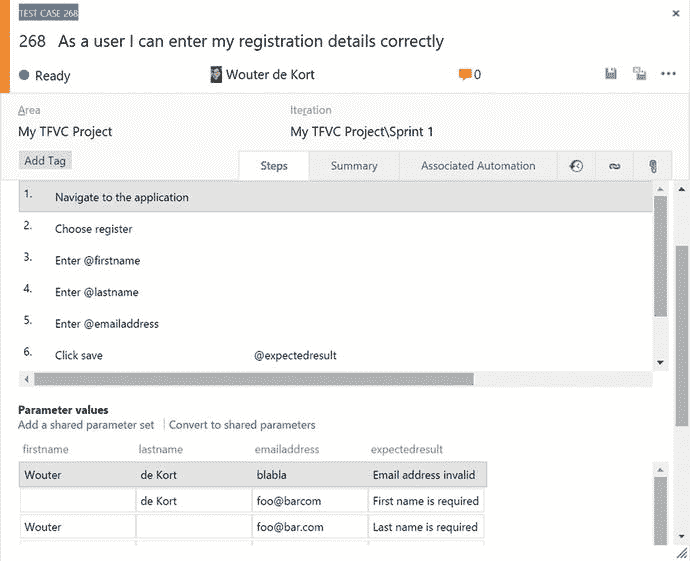 TEST CASE 268
268 As a user I can enter my registration details correctly
Ready Wouter de Kort 0
Area Iteration
My TFVC Project My TFVC Project\Sprint 1
Add Tag Steps Summary Associated Automation
1. Navigate to the application
2. Choose register
3. Enter @firstname
4. Enter @lastname
5. Enter @emailaddress
6. Click save @expectedresult
Parameter values
Add a shared parameter set Convert to shared parameters
firstname lastname emailaddress expectedresult
Wouter de Kort blabla Email address invalid
de Kort foo@barcom First name is required
Wouter foo@bar.com Last name is required